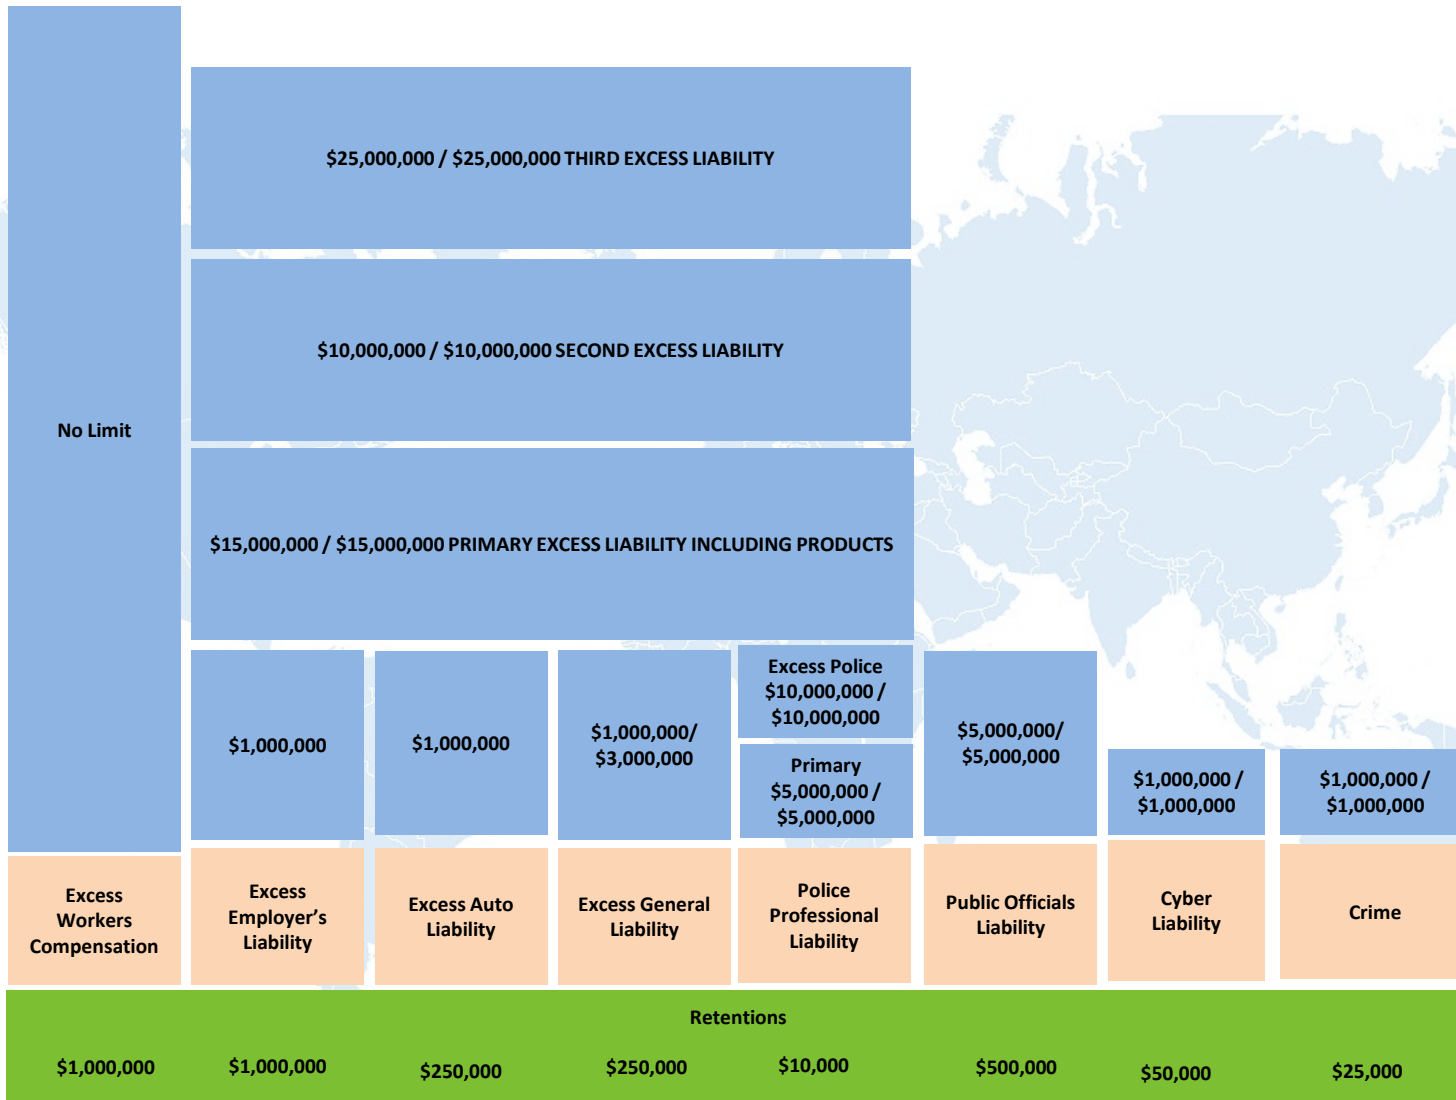 $25,000,000 / $25,000,000 THIRD EXCESS LIABILITY
$10,000,000 / $10,000,000 SECOND EXCESS LIABILITY
No Limit
$15,000,000 / $15,000,000 PRIMARY EXCESS LIABILITY INCLUDING PRODUCTS
$1,000,000
$1,000,000
$1,000,000/
$3,000,000
Excess Police
$10,000,000 /
$10,000,000
Primary
$5,000,000 /
$5,000,000
$5,000,000/
$5,000,000
$1,000,000 /
$1,000,000
$1,000,000 /
$1,000,000
Excess
Workers
Compensation
Excess
Employer’s
Liability
Excess Auto
Liability
Excess General
Liability
Police
Professional
Liability
Public Officials
Liability
Cyber
Liability
Crime
Retentions
$1,000,000 $1,000,000 $250,000 $250,000 $10,000 $500,000 $50,000 $25,000